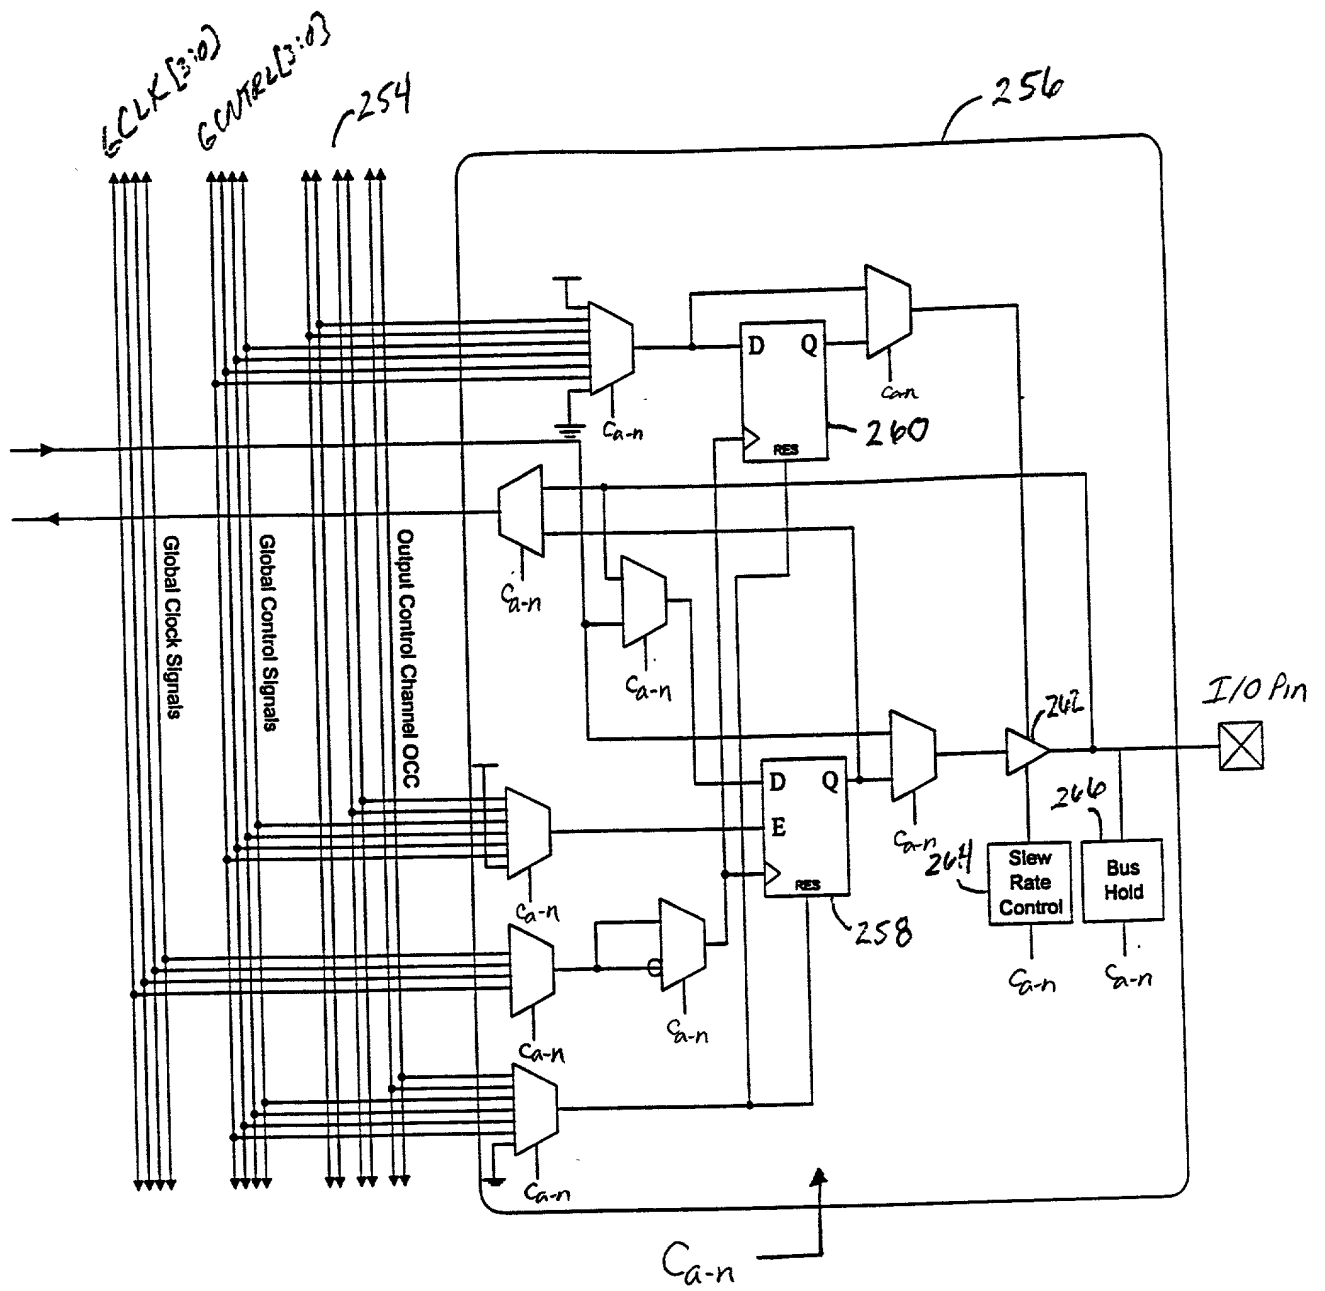 GCLK[3:0]
GCNTRL[3:0]
254
256
D Q
RES
Ca-n
Ca-n
260
Ca-n
Ca-n
Global Clock Signals
Global Control Signals
Output Control Channel OCC
I/O Pin
262
D Q
E
RES
266
Ca-n
264
Slew
Rate
Control
Bus
Hold
Ca-n
258
Ca-n
Ca-n
Ca-n
Ca-n
Ca-n
Ca-n